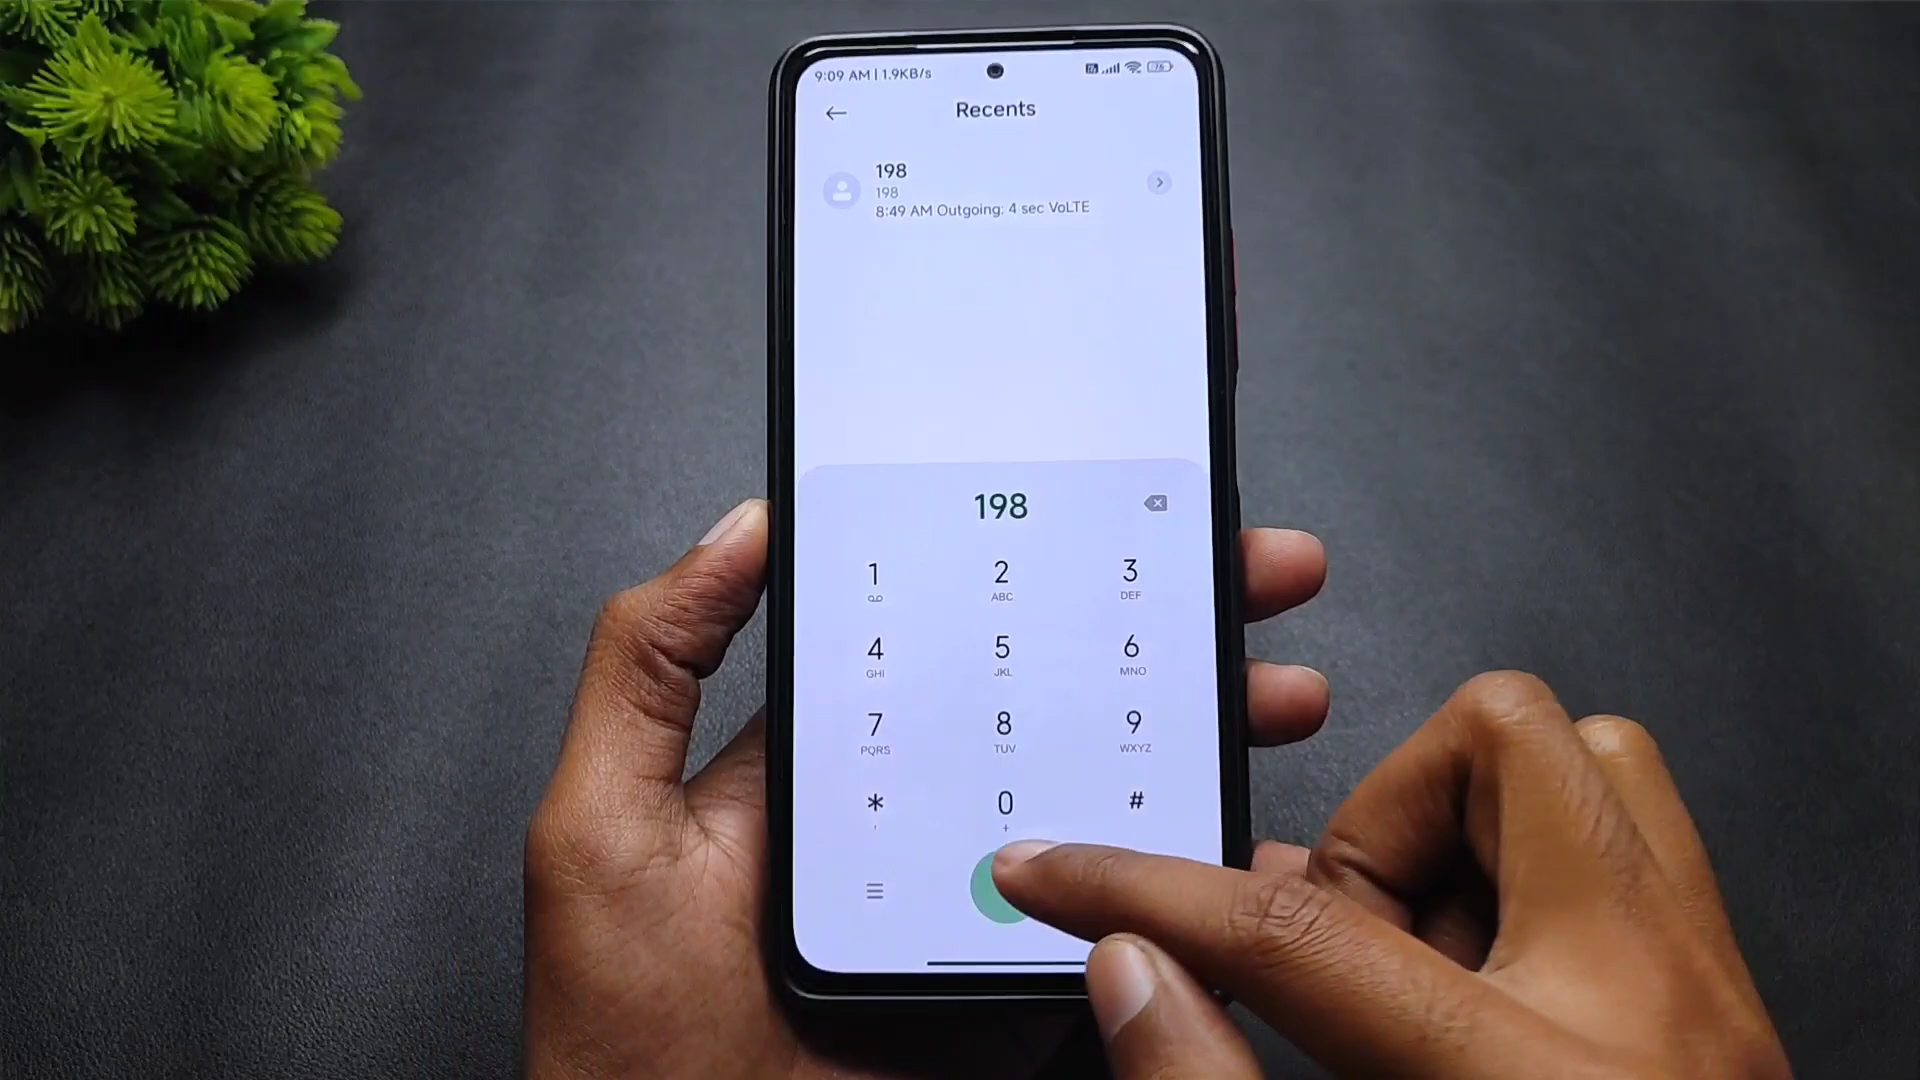 9:09 AM | 1.9KB/s
76
Recents
198
198
8:49 AM Outgoing: 4 sec VoLTE
198
1 2 3
ABC DEF
4 5 6
GHI JKL MNO
7 8 9
PQRS TUV WXYZ
* 0 #
, +